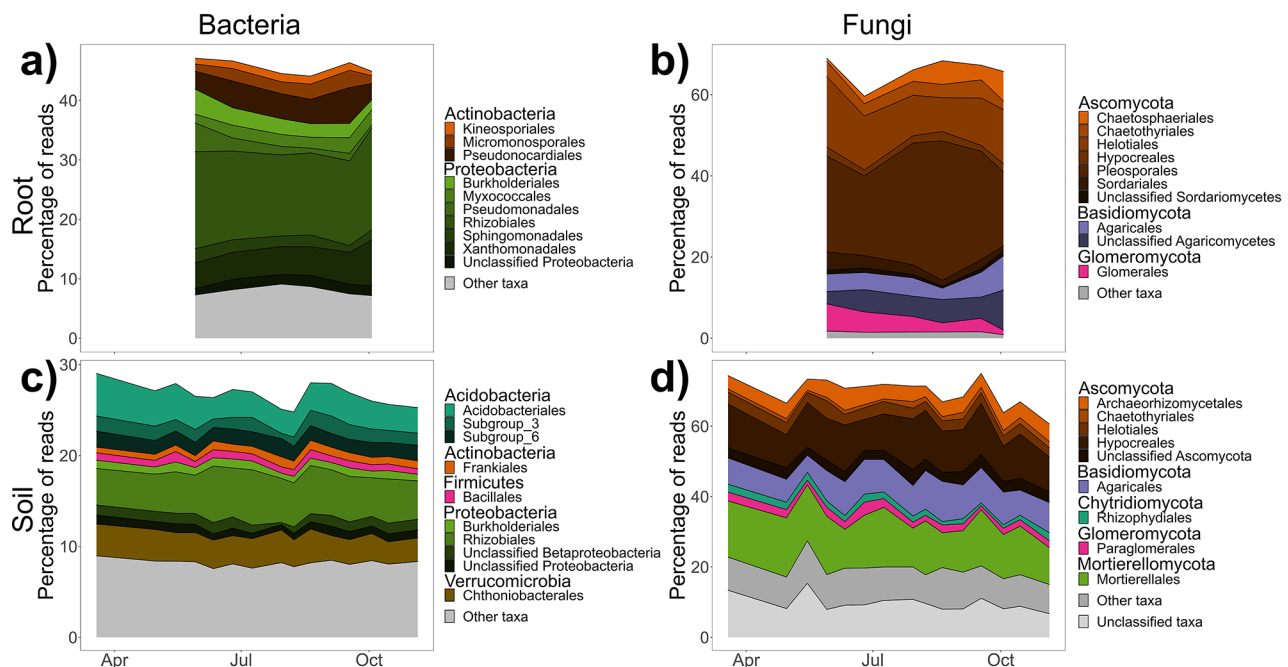 Bacteria
Fungi
a)
Root
Percentage of reads
40
30
20
10
0
Actinobacteria
Kineosporiales
Micromonosporales
Pseudonocardiales
Proteobacteria
Burkholderiales
Myxococcales
Pseudomonadales
Rhizobiales
Sphingomonadales
Xanthomonadales
Unclassified Proteobacteria
Other taxa
b)
Percentage of reads
60
40
20
0
Ascomycota
Chaetosphaeriales
Chaetothyriales
Helotiales
Hypocreales
Pleosporales
Sordariales
Unclassified Sordariomycetes
Basidiomycota
Agaricales
Unclassified Agaricomycetes
Glomeromycota
Glomerales
Other taxa
c)
Soil
Percentage of reads
30
20
10
0
Apr
Jul
Oct
Acidobacteria
Acidobacteriales
Subgroup_3
Subgroup_6
Actinobacteria
Frankiales
Firmicutes
Bacillales
Proteobacteria
Burkholderiales
Rhizobiales
Unclassified Betaproteobacteria
Unclassified Proteobacteria
Verrucomicrobia
Chthoniobacterales
Other taxa
d)
Percentage of reads
60
40
20
0
Apr
Jul
Oct
Ascomycota
Archaeorhizomycetales
Chaetothyriales
Helotiales
Hypocreales
Unclassified Ascomycota
Basidiomycota
Agaricales
Chytridiomycota
Rhizophydiales
Glomeromycota
Paraglomerales
Mortierellomycota
Mortierellales
Other taxa
Unclassified taxa